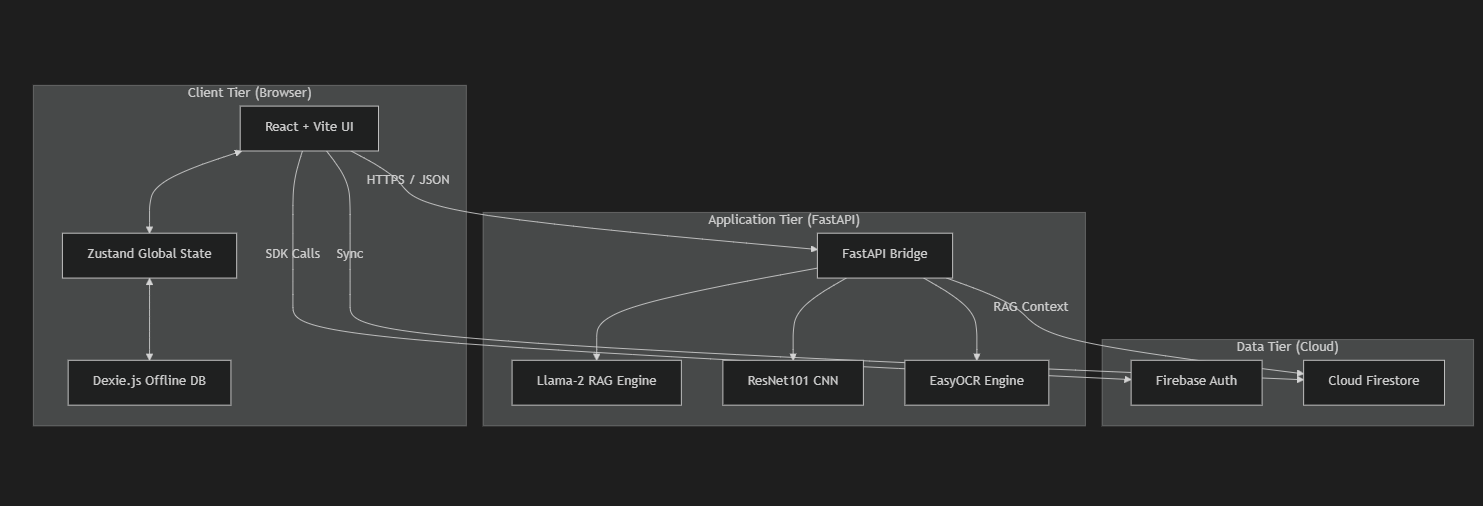 Client Tier (Browser)
React + Vite UI
HTTPS / JSON
Zustand Global State
SDK Calls
Sync
Dexie.js Offline DB
Application Tier (FastAPI)
FastAPI Bridge
RAG Context
Llama-2 RAG Engine
ResNet101 CNN
EasyOCR Engine
Data Tier (Cloud)
Firebase Auth
Cloud Firestore